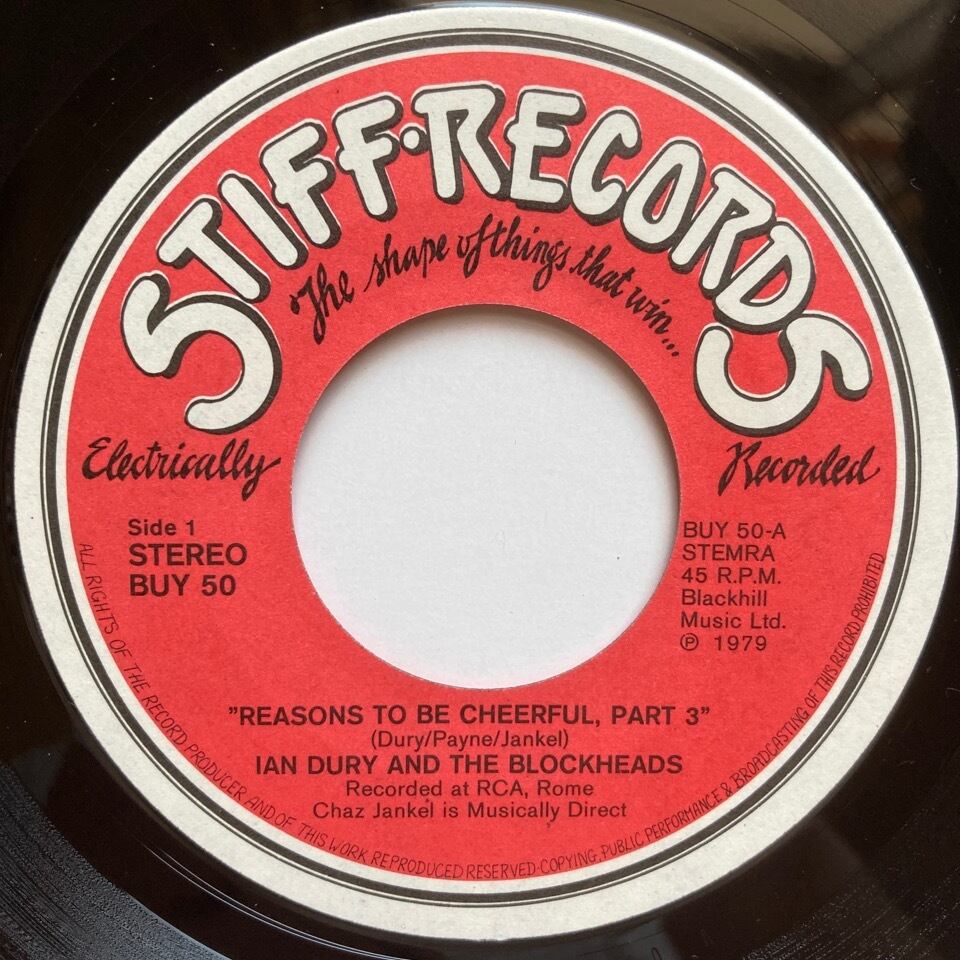 STIFF·RECORDS
The shape of things that win...
Electrically
Recorded
Side 1
STEREO
BUY 50
BUY 50-A
STEMRA
45 R.P.M.
Blackhill
Music Ltd.
℗ 1979
"REASONS TO BE CHEERFUL, PART 3"
(Dury/Payne/Jankel)
IAN DURY AND THE BLOCKHEADS
Recorded at RCA, Rome
Chaz Jankel is Musically Direct
ALL RIGHTS OF THE RECORD PRODUCER AND OF THIS WORK REPRODUCED RESERVED·COPYING, PUBLIC PERFORMANCE & BROADCASTING OF THIS RECORD PROHIBITED